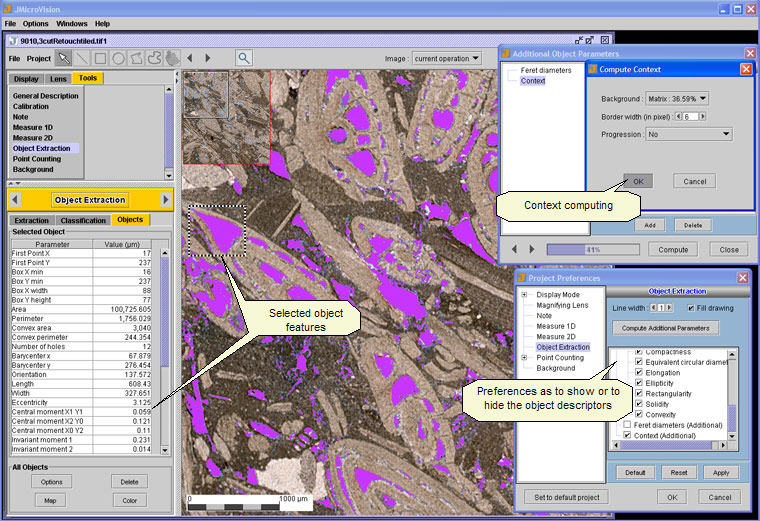 JMicroVision
File Options Windows Help
9010,3cutRetouchtiled.tif1
File Project
Image : current operation
Display Lens Tools
General Description
Calibration
Note
Measure 1D
Measure 2D
Object Extraction
Point Counting
Background
Object Extraction
Extraction Classification Objects
Selected Object
Parameter Value (µm)
First Point X 17
First Point Y 237
Box X min 16
Box Y min 237
Box X width 88
Box Y height 77
Area 100,725.605
Perimeter 1,756.029
Convex area 3,040
Convex perimeter 244.354
Number of holes 12
Barycenter x 67.879
Barycenter y 276.454
Orientation 137.572
Length 608.43
Width 327.651
Eccentricity 3.125
Central moment X1 Y1 0.059
Central moment X2 Y0 0.121
Central moment X0 Y2 0.11
Invariant moment 1 0.231
Invariant moment 2 0.014
All Objects
Options Delete
Map Color
Selected object
features
1000 µm
Additional Object Parameters
Feret diameters
Context
Compute Context
Background : Matrix : 36.59%
Border width (in pixel) : 6
Progression : No
OK Cancel
Context computing
Add Delete
41% Compute Close
Project Preferences
Display Mode
Magnifying Lens
Note
Measure 1D
Measure 2D
Object Extraction
Point Counting
Background
Object Extraction
Line width : 1 Fill drawing
Compute Additional Parameters
Compactness
Equivalent circular diamet
Elongation
Ellipticity
Rectangularity
Solidity
Convexity
Feret diameters (Additional)
Context (Additional)
Preferences as to show or to
hide the object descriptors
Default Reset Apply
Set to default project OK Cancel